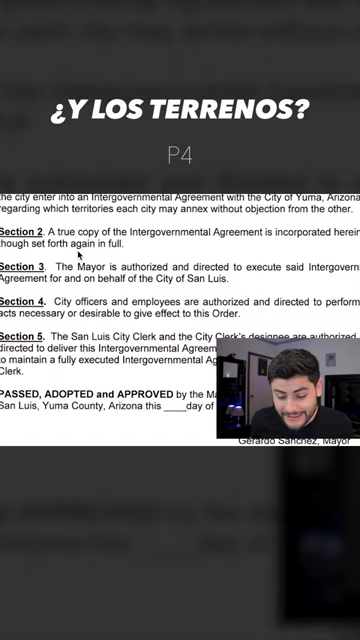 ¿Y LOS TERRENOS?
P4
the city enter into an Intergovernmental Agreement with the City of Yuma, Arizona
regarding which territories each city may annex without objection from the other.
Section 2. A true copy of the Intergovernmental Agreement is incorporated herein
though set forth again in full.
Section 3. The Mayor is authorized and directed to execute said Intergovern
Agreement for and on behalf of the City of San Luis.
Section 4. City officers and employees are authorized and directed to perform
acts necessary or desirable to give effect to this Order.
Section 5. The San Luis City Clerk and the City Clerk's designee are authorized
directed to deliver this Intergovernmental Agreem
to maintain a fully executed Intergovernmental Ag
Clerk.
PASSED, ADOPTED and APPROVED by the Ma
San Luis, Yuma County, Arizona this ____day of
Gerardo Sanchez, Mayor